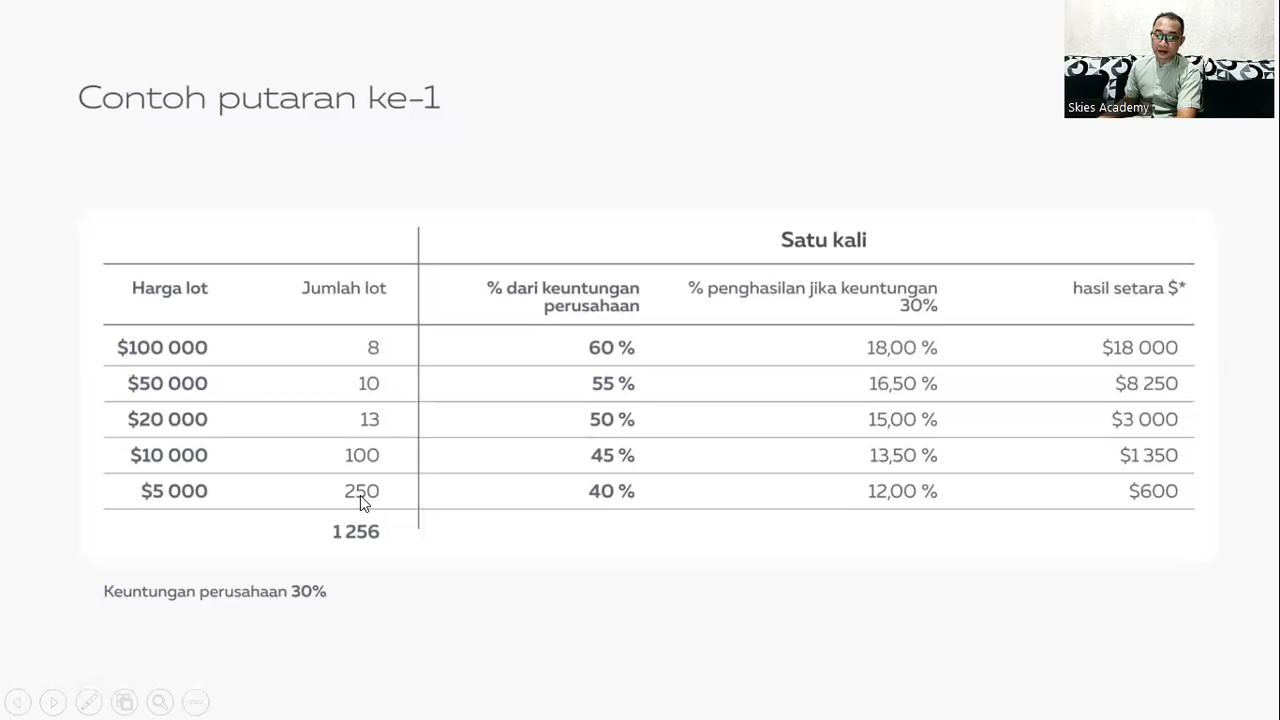 Skies Academy
Contoh putaran ke-1
Satu kali
Harga lot Jumlah lot % dari keuntungan perusahaan % penghasilan jika keuntungan 30% hasil setara $*
$100 000 8 60 % 18,00 % $18 000
$50 000 10 55 % 16,50 % $8 250
$20 000 13 50 % 15,00 % $3 000
$10 000 100 45 % 13,50 % $1 350
$5 000 250 40 % 12,00 % $600
1 256
Keuntungan perusahaan 30%